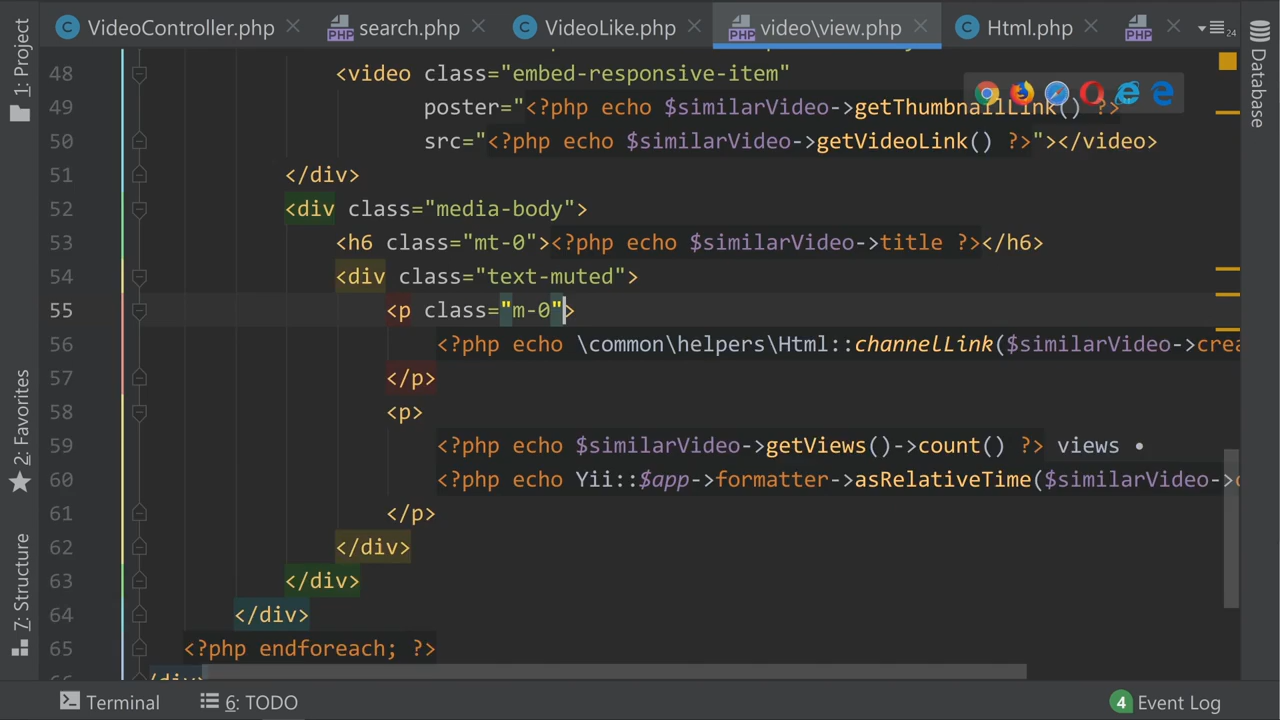 VideoController.php
search.php
VideoLike.php
video\view.php
Html.php
PHP
24
1: Project
2: Favorites
7: Structure
Database
48 <video class="embed-responsive-item"
49 poster="<?php echo $similarVideo->getThumbnailLink() ?>
50 src="<?php echo $similarVideo->getVideoLink() ?>"></video>
51 </div>
52 <div class="media-body">
53 <h6 class="mt-0"><?php echo $similarVideo->title ?></h6>
54 <div class="text-muted">
55 <p class="m-0">
56 <?php echo \common\helpers\Html::channelLink($similarVideo->crea
57 </p>
58 <p>
59 <?php echo $similarVideo->getViews()->count() ?> views •
60 <?php echo Yii::$app->formatter->asRelativeTime($similarVideo->c
61 </p>
62 </div>
63 </div>
64 </div>
65 <?php endforeach; ?>
Terminal
6: TODO
4 Event Log